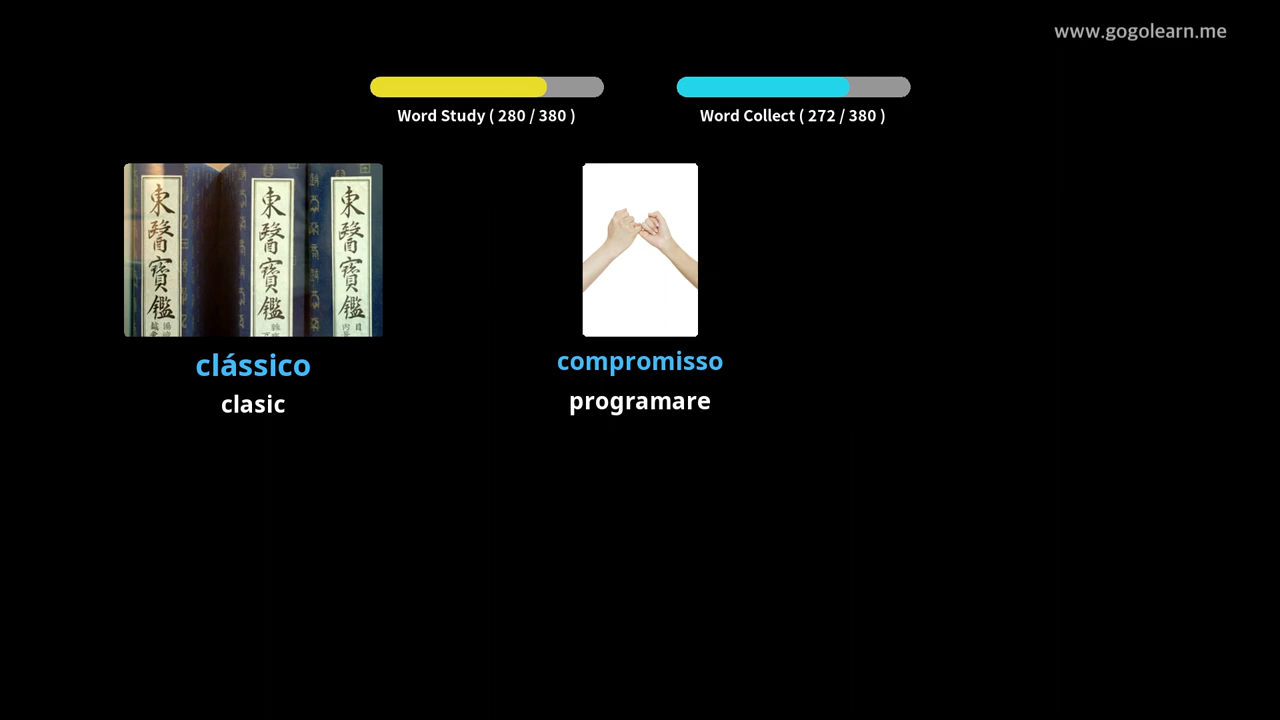 www.gogolearn.me
Word Study ( 280 / 380 )
Word Collect ( 272 / 380 )
東醫寶鑑
東醫寶鑑
東醫寶鑑
clássico
clasic
compromisso
programare